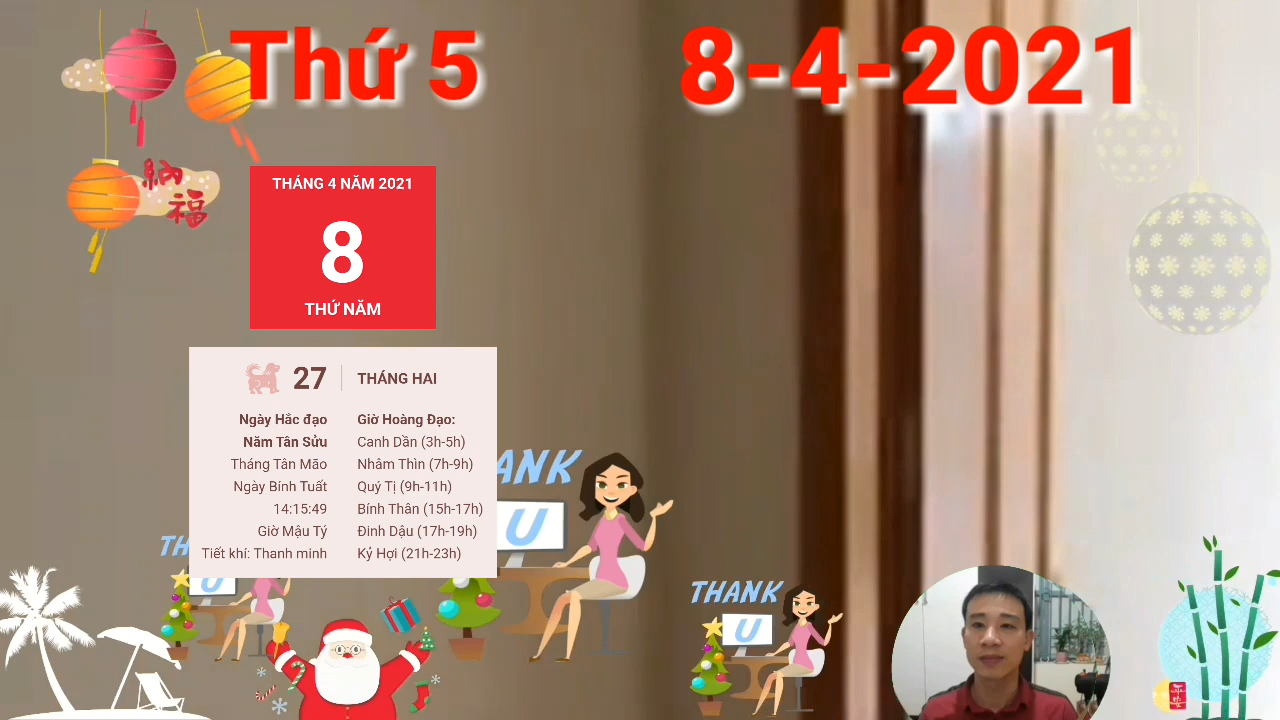 Thứ 5
8-4-2021
納
福
THÁNG 4 NĂM 2021
8
THỨ NĂM
27
THÁNG HAI
Ngày Hắc đạo
Năm Tân Sửu
Tháng Tân Mão
Ngày Bính Tuất
14:15:49
Giờ Mậu Tý
Tiết khí: Thanh minh
Giờ Hoàng Đạo:
Canh Dần (3h-5h)
Nhâm Thìn (7h-9h)
Quý Tị (9h-11h)
Bính Thân (15h-17h)
Đinh Dậu (17h-19h)
Kỷ Hợi (21h-23h)
ANK
U
TH
U
THANK
U